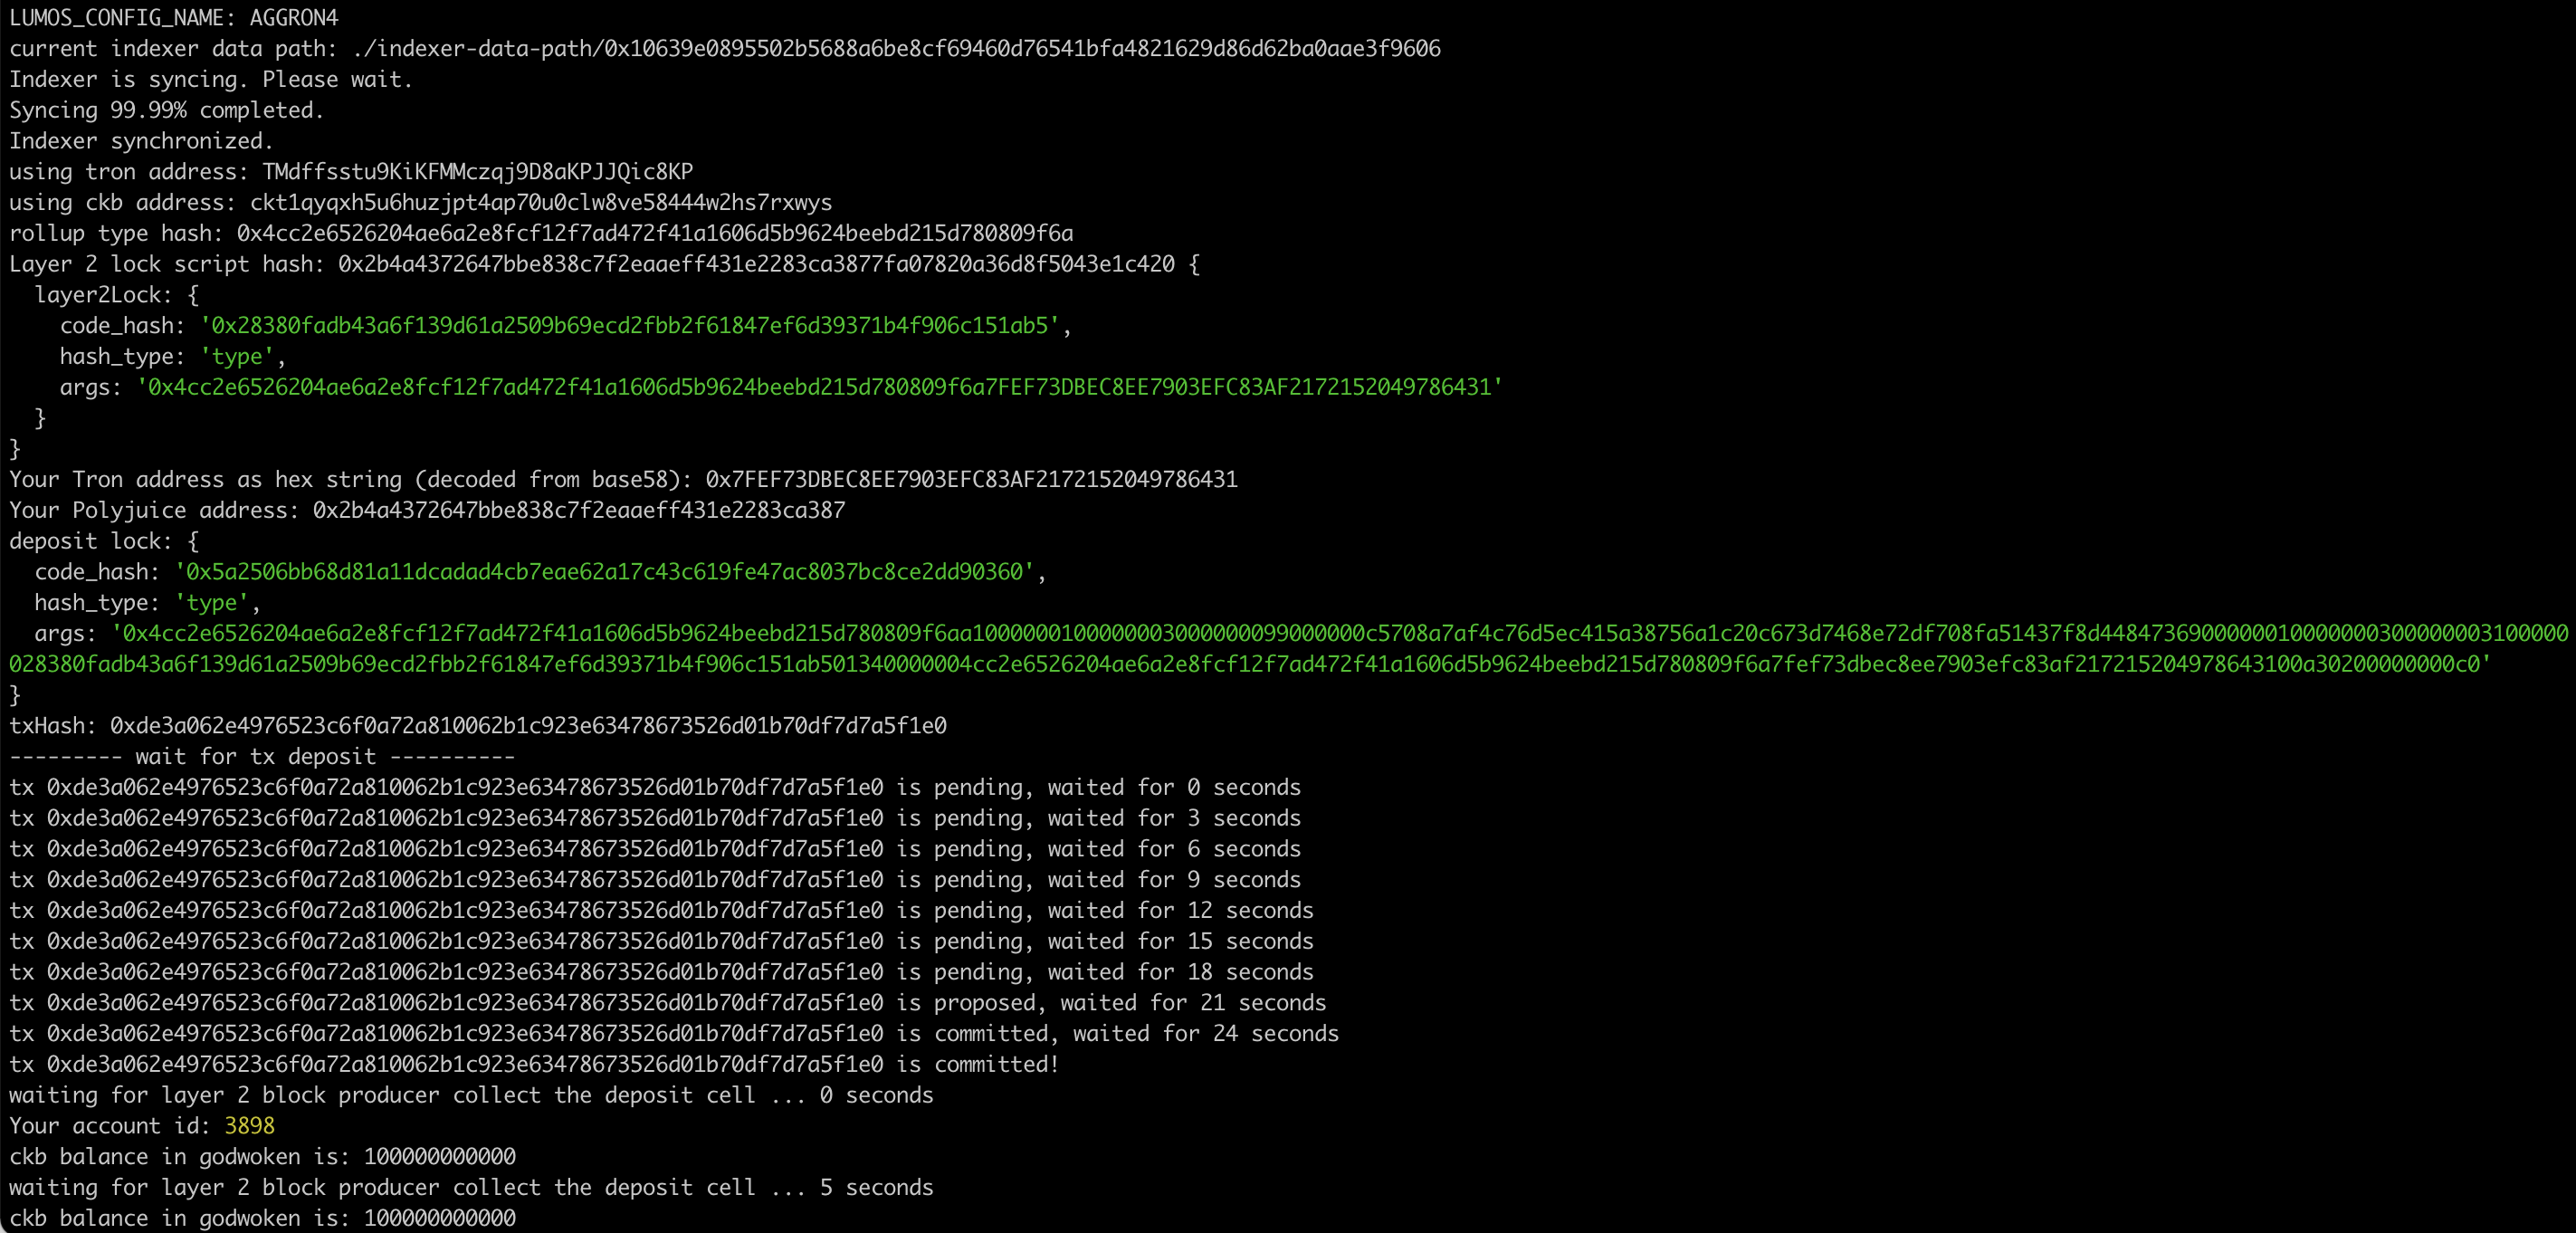 LUMOS_CONFIG_NAME: AGGRON4
current indexer data path: ./indexer-data-path/0x10639e0895502b5688a6be8cf69460d76541bfa4821629d86d62ba0aae3f9606
Indexer is syncing. Please wait.
Syncing 99.99% completed.
Indexer synchronized.
using tron address: TMdffsstu9KiKFMMczqj9D8aKPJJQic8KP
using ckb address: ckt1qyqxh5u6huzjpt4ap70u0clw8ve58444w2hs7rxwys
rollup type hash: 0x4cc2e6526204ae6a2e8fcf12f7ad472f41a1606d5b9624beebd215d780809f6a
Layer 2 lock script hash: 0x2b4a4372647bbe838c7f2eaaeff431e2283ca3877fa07820a36d8f5043e1c420 {
  layer2Lock: {
    code_hash: '0x28380fadb43a6f139d61a2509b69ecd2fbb2f61847ef6d39371b4f906c151ab5',
    hash_type: 'type',
    args: '0x4cc2e6526204ae6a2e8fcf12f7ad472f41a1606d5b9624beebd215d780809f6a7FEF73DBEC8EE7903EFC83AF2172152049786431'
  }
}
Your Tron address as hex string (decoded from base58): 0x7FEF73DBEC8EE7903EFC83AF2172152049786431
Your Polyjuice address: 0x2b4a4372647bbe838c7f2eaaeff431e2283ca387
deposit lock: {
  code_hash: '0x5a2506bb68d81a11dcadad4cb7eae62a17c43c619fe47ac8037bc8ce2dd90360',
  hash_type: 'type',
  args: '0x4cc2e6526204ae6a2e8fcf12f7ad472f41a1606d5b9624beebd215d780809f6aa1000000100000003000000099000000c5708a7af4c76d5ec415a38756a1c20c673d7468e72df708fa51437f8d448473690000001000000030000000310000
028380fadb43a6f139d61a2509b69ecd2fbb2f61847ef6d39371b4f906c151ab501340000004cc2e6526204ae6a2e8fcf12f7ad472f41a1606d5b9624beebd215d780809f6a7fef73dbec8ee7903efc83af217215204978643100a30200000000c0'
}
txHash: 0xde3a062e4976523c6f0a72a810062b1c923e63478673526d01b70df7d7a5f1e0
--------- wait for tx deposit ----------
tx 0xde3a062e4976523c6f0a72a810062b1c923e63478673526d01b70df7d7a5f1e0 is pending, waited for 0 seconds
tx 0xde3a062e4976523c6f0a72a810062b1c923e63478673526d01b70df7d7a5f1e0 is pending, waited for 3 seconds
tx 0xde3a062e4976523c6f0a72a810062b1c923e63478673526d01b70df7d7a5f1e0 is pending, waited for 6 seconds
tx 0xde3a062e4976523c6f0a72a810062b1c923e63478673526d01b70df7d7a5f1e0 is pending, waited for 9 seconds
tx 0xde3a062e4976523c6f0a72a810062b1c923e63478673526d01b70df7d7a5f1e0 is pending, waited for 12 seconds
tx 0xde3a062e4976523c6f0a72a810062b1c923e63478673526d01b70df7d7a5f1e0 is pending, waited for 15 seconds
tx 0xde3a062e4976523c6f0a72a810062b1c923e63478673526d01b70df7d7a5f1e0 is pending, waited for 18 seconds
tx 0xde3a062e4976523c6f0a72a810062b1c923e63478673526d01b70df7d7a5f1e0 is proposed, waited for 21 seconds
tx 0xde3a062e4976523c6f0a72a810062b1c923e63478673526d01b70df7d7a5f1e0 is committed, waited for 24 seconds
tx 0xde3a062e4976523c6f0a72a810062b1c923e63478673526d01b70df7d7a5f1e0 is committed!
waiting for layer 2 block producer collect the deposit cell ... 0 seconds
Your account id: 3898
ckb balance in godwoken is: 100000000000
waiting for layer 2 block producer collect the deposit cell ... 5 seconds
ckb balance in godwoken is: 100000000000